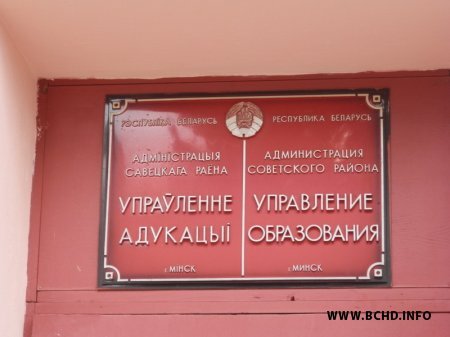 РЭСПУБЛІКА БЕЛАРУСЬ
АДМІНІСТРАЦЫЯ
САВЕЦКАГА РАЁНА
УПРАЎЛЕННЕ
АДУКАЦЫІ
г.МІНСК
РЕСПУБЛИКА БЕЛАРУСЬ
АДМИНИСТРАЦИЯ
СОВЕТСКОГО РАЙОНА
УПРАВЛЕНИЕ
ОБРАЗОВАНИЯ
г.МИНСК
WWW.BCHD.INFO